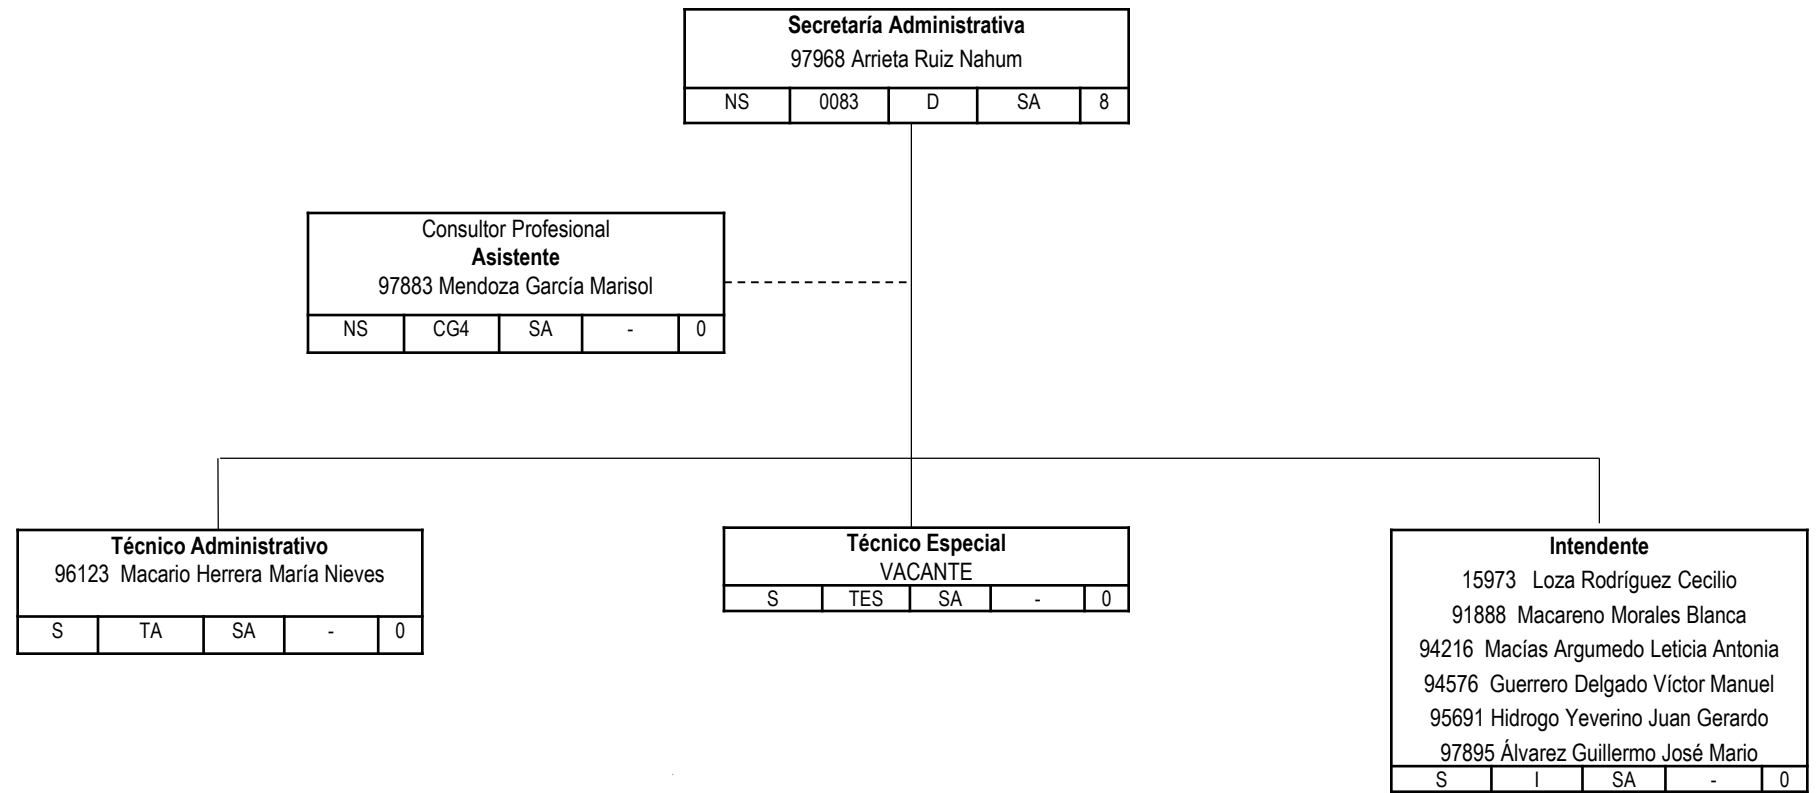 Secretaría Administrativa
97968 Arrieta Ruiz Nahum
NS 0083 D SA 8
Consultor Profesional
Asistente
97883 Mendoza García Marisol
NS CG4 SA - 0
Técnico Administrativo
96123 Macario Herrera María Nieves
S TA SA - 0
Técnico Especial
VACANTE
S TES SA - 0
Intendente
15973 Loza Rodríguez Cecilio
91888 Macareno Morales Blanca
94216 Macías Argumedo Leticia Antonia
94576 Guerrero Delgado Víctor Manuel
95691 Hidrogo Yeverino Juan Gerardo
97895 Álvarez Guillermo José Mario
S I SA - 0